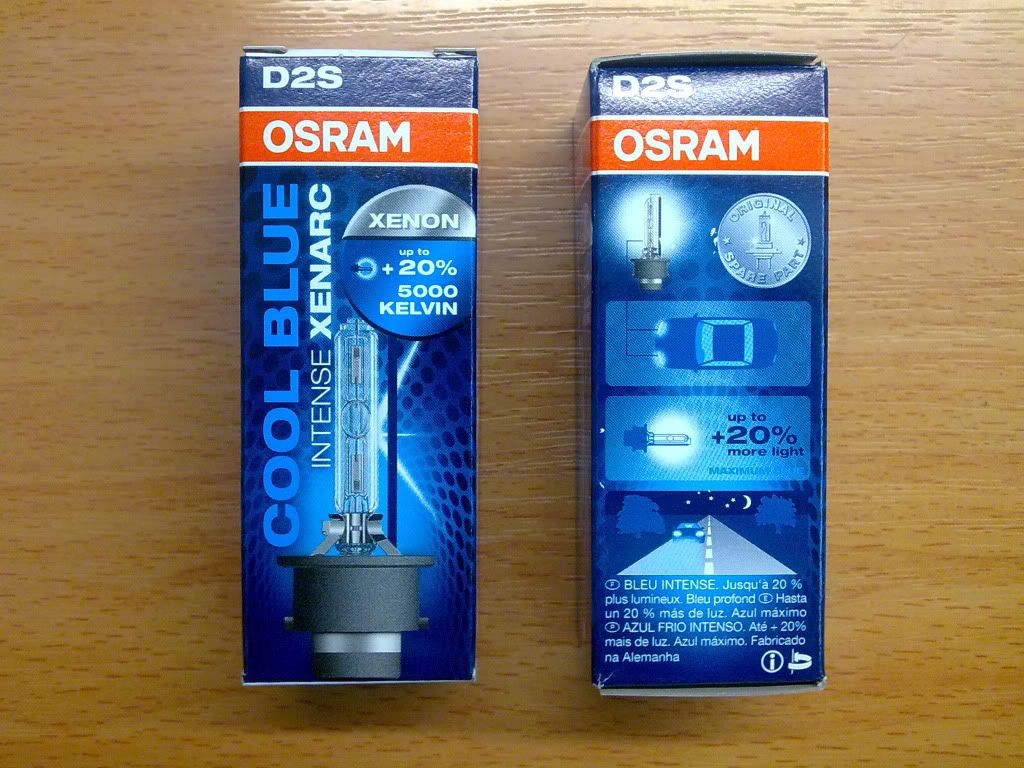 D2S
OSRAM
COOL BLUE
INTENSE XENARC
XENON
up to
+ 20%
5000
KELVIN
D2S
OSRAM
ORIGINAL
SPARE PART
up to
+20%
more light
MAXIMUM
Ⓕ BLEU INTENSE. Jusqu'à 20 %
plus lumineux. Bleu profond Ⓔ Hasta
un 20 % más de luz. Azul máximo
Ⓟ AZUL FRIO INTENSO. Até + 20%
mais de luz. Azul máximo. Fabricado
na Alemanha